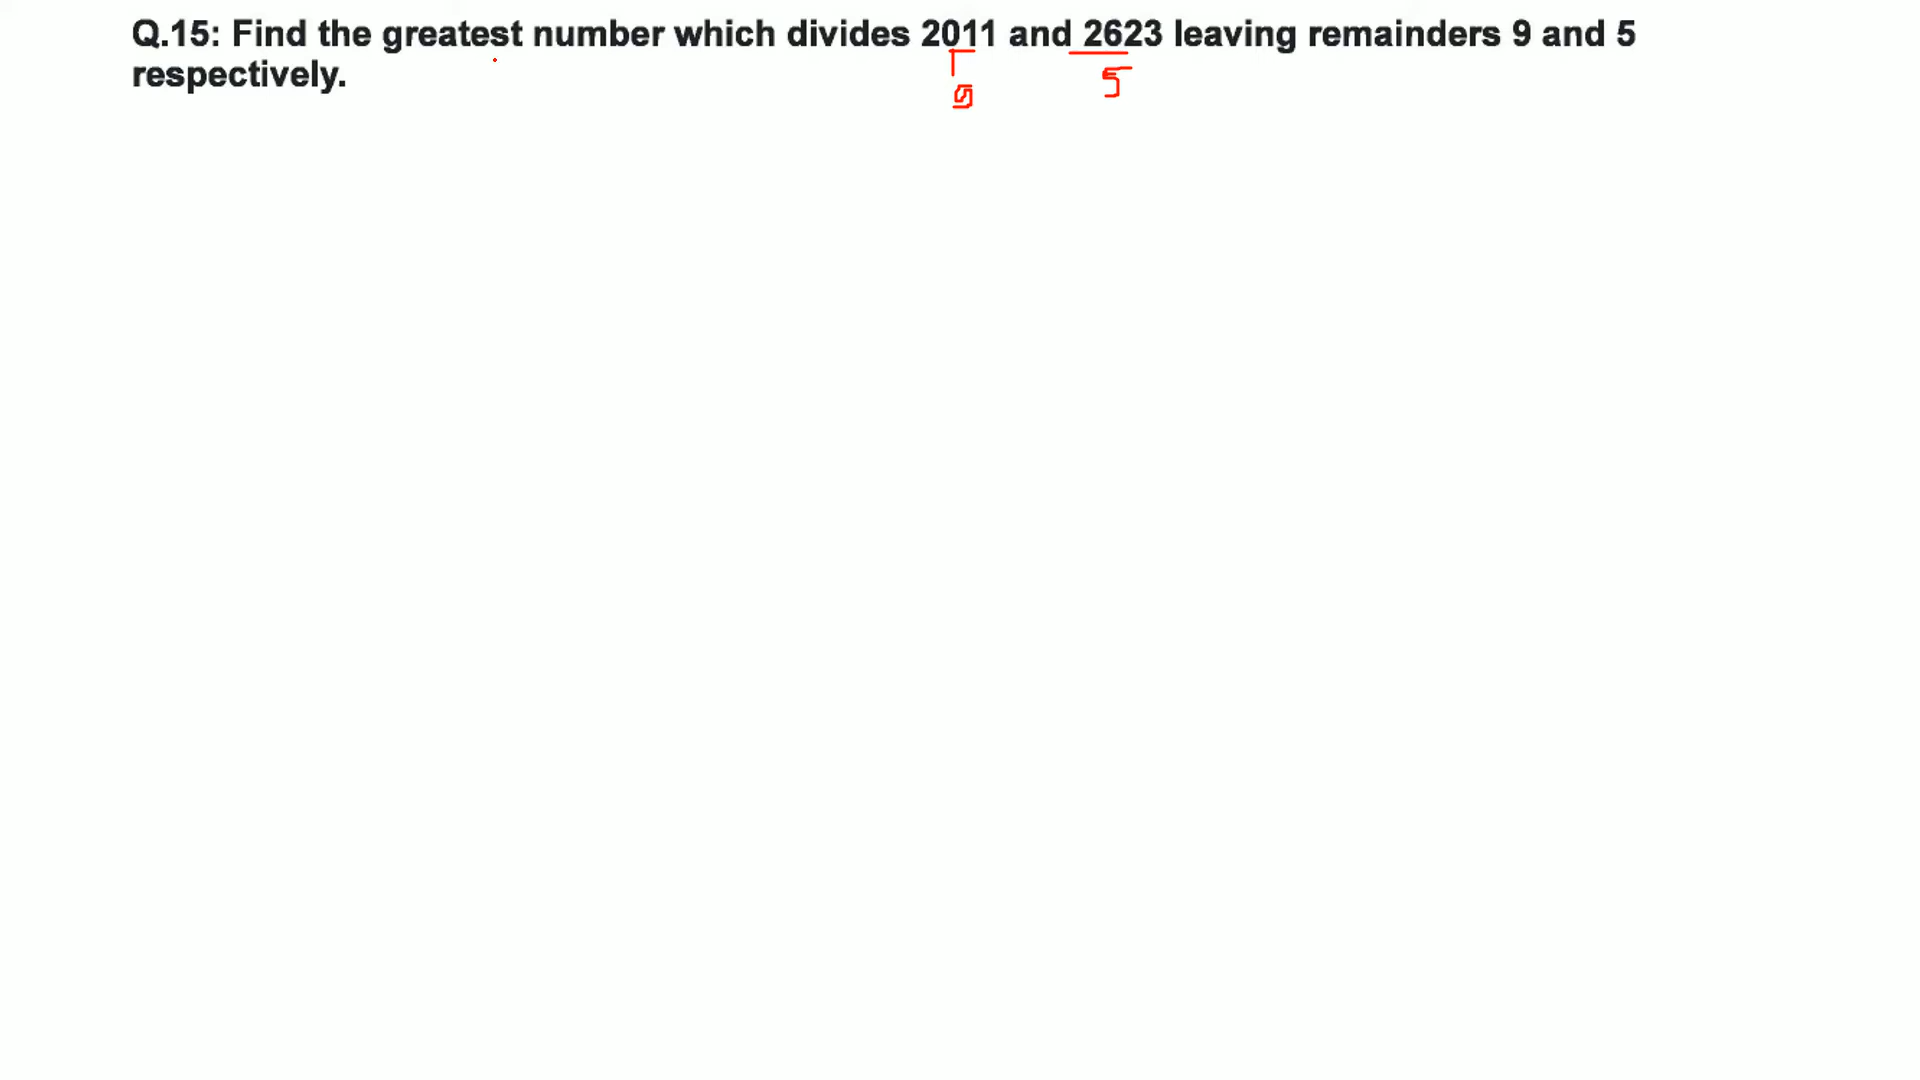 Q.15: Find the greatest number which divides 2011 and 2623 leaving remainders 9 and 5
respectively.
9 5